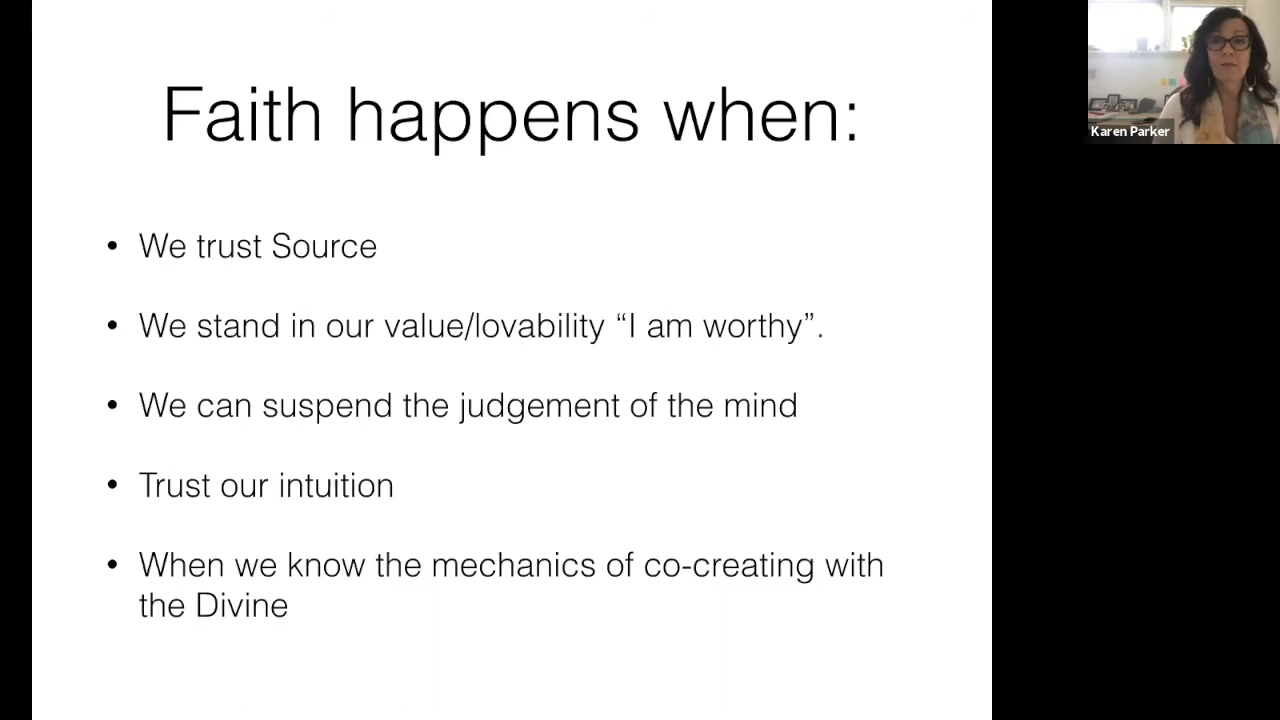 Faith happens when:
• We trust Source
• We stand in our value/lovability “I am worthy”.
• We can suspend the judgement of the mind
• Trust our intuition
• When we know the mechanics of co-creating with
the Divine
Karen Parker